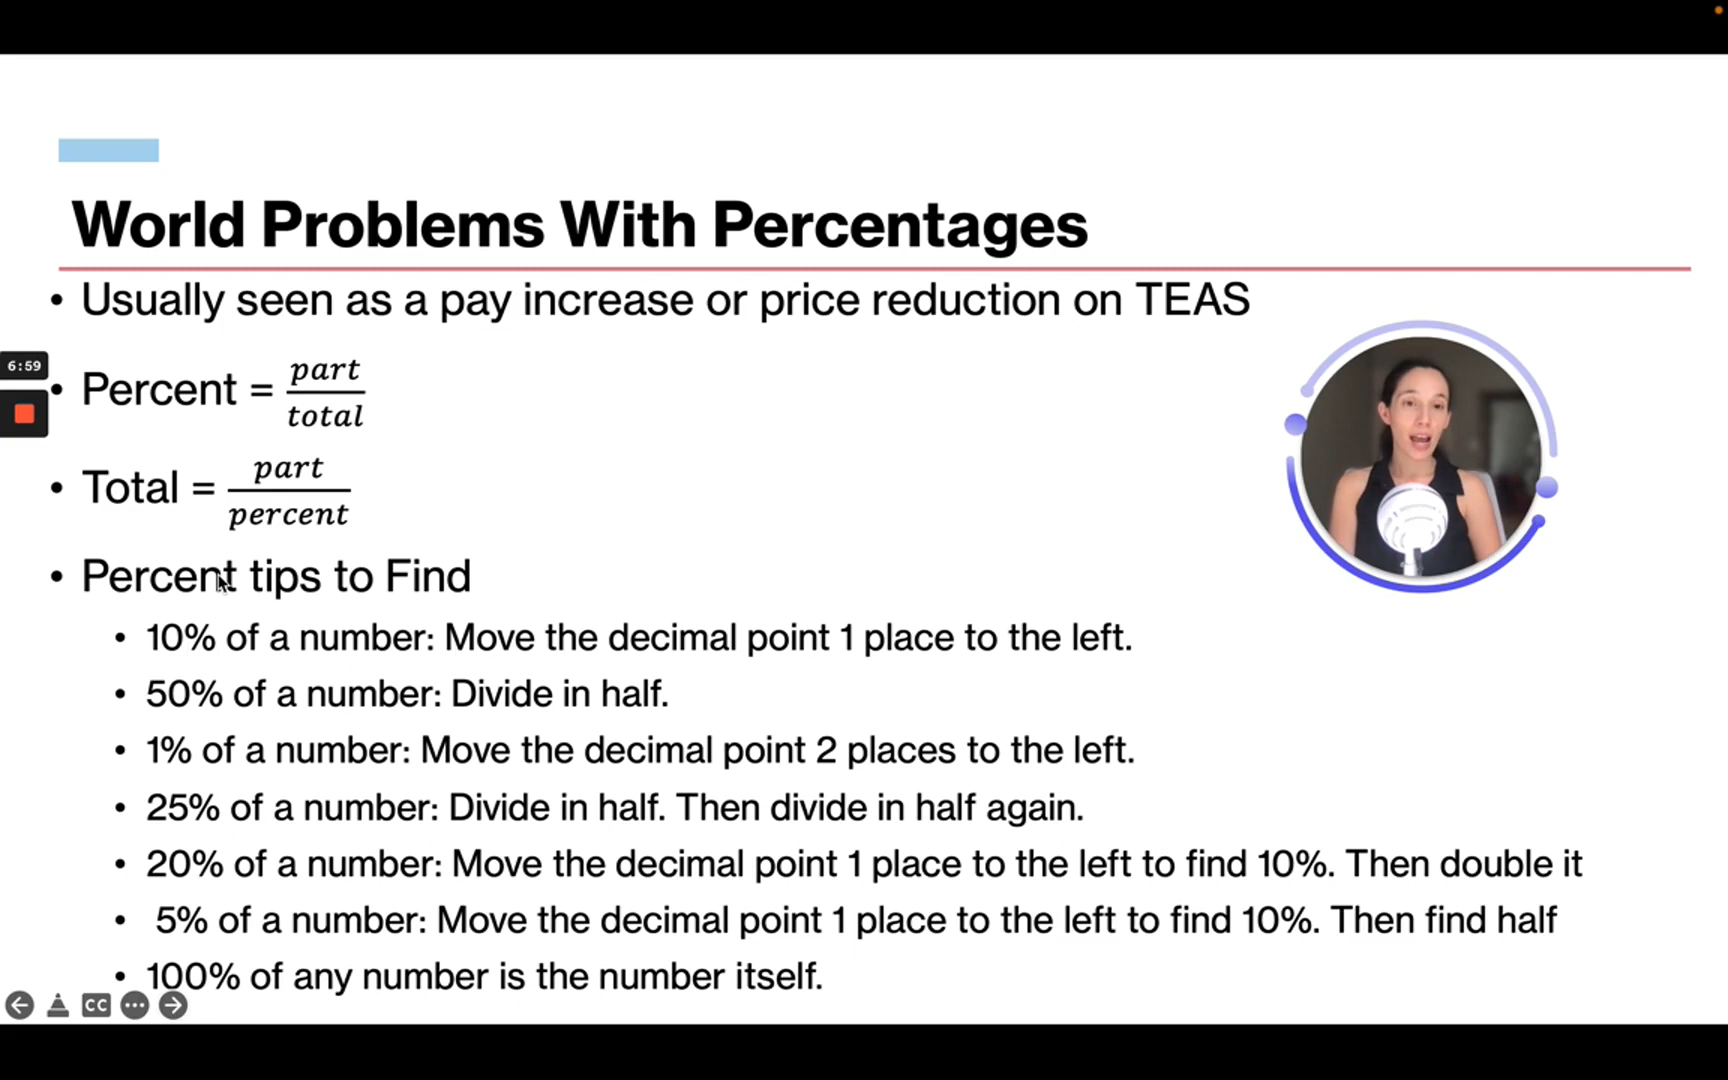 World Problems With Percentages
• Usually seen as a pay increase or price reduction on TEAS
6:59
• Percent = part/total
• Total = part/percent
• Percent tips to Find
• 10% of a number: Move the decimal point 1 place to the left.
• 50% of a number: Divide in half.
• 1% of a number: Move the decimal point 2 places to the left.
• 25% of a number: Divide in half. Then divide in half again.
• 20% of a number: Move the decimal point 1 place to the left to find 10%. Then double it
• 5% of a number: Move the decimal point 1 place to the left to find 10%. Then find half
• 100% of any number is the number itself.
CC